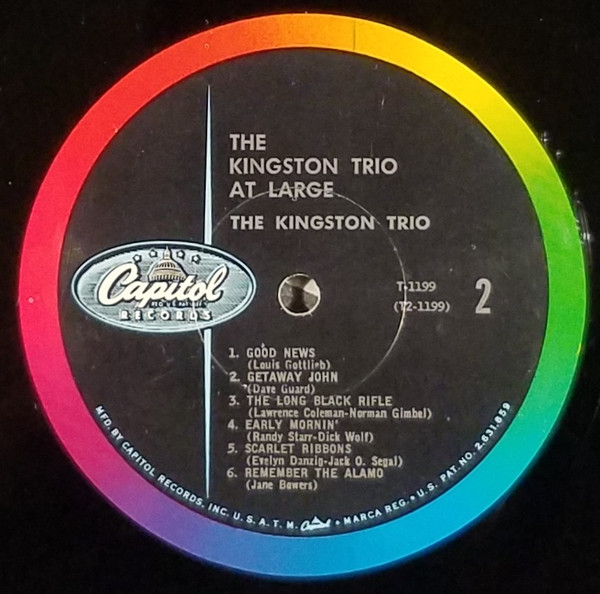 THE
KINGSTON TRIO
AT LARGE
THE KINGSTON TRIO
Capitol
RECORDS
T-1199
(T2-1199)
2
1. GOOD NEWS
(Louis Gottlieb)
2. GETAWAY JOHN
(Dave Guard)
3. THE LONG BLACK RIFLE
(Lawrence Coleman-Norman Gimbel)
4. EARLY MORNIN'
(Randy Starr-Dick Wolf)
5. SCARLET RIBBONS
(Evelyn Danzig-Jack O. Segal)
6. REMEMBER THE ALAMO
(Jane Bowers)
MFD. BY CAPITOL RECORDS, INC. U. S. A. T. M. Capitol • MARCA REG. • U. S. PAT. NO. 2,631,859